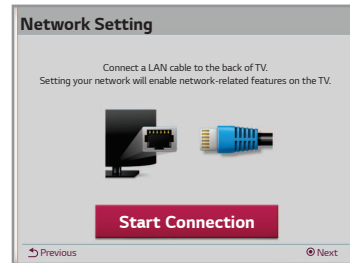 Network Setting
Connect a LAN cable to the back of TV.
Setting your network will enable network-related features on the TV.
Start Connection
Previous
Next